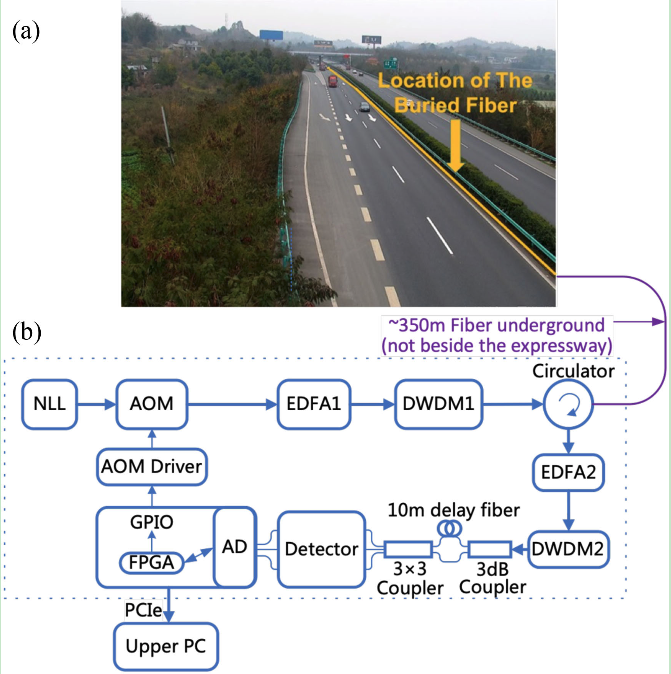 (a)
Location of The
Buried Fiber
(b)
~350m Fiber underground
(not beside the expressway)
Circulator
NLL
AOM
EDFA1
DWDM1
AOM Driver
EDFA2
10m delay fiber
GPIO
FPGA
AD
Detector
DWDM2
3×3
Coupler
3dB
Coupler
PCIe
Upper PC